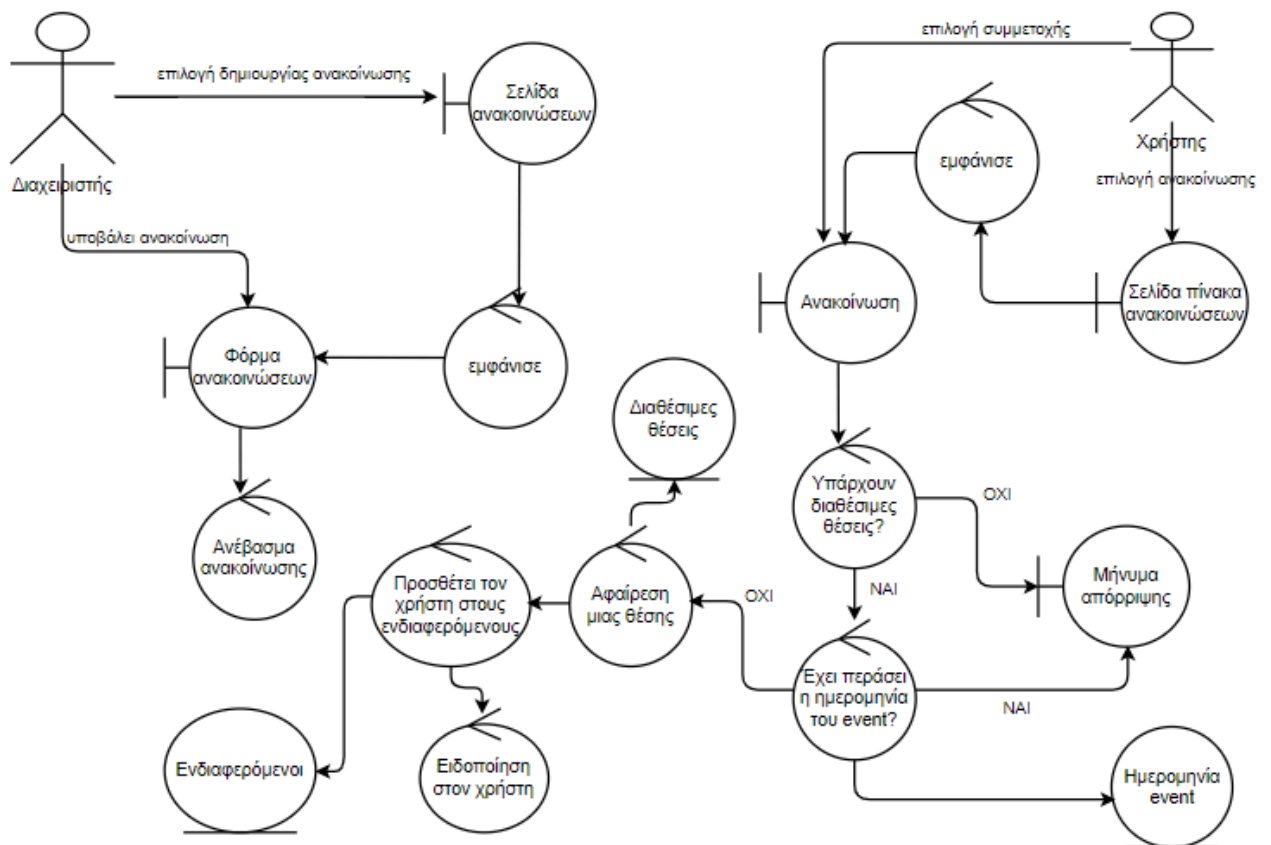 επιλογή συμμετοχής
επιλογή δημιουργίας ανακοίνωσης
Σελίδα
ανακοινώσεων
εμφάνισε
Χρήστης
επιλογή ανακοίνωσης
Διαχειριστής
υποβάλει ανακοίνωση
Ανακοίνωση
Σελίδα πίνακα
ανακοινώσεων
Φόρμα
ανακοινώσεων
εμφάνισε
Διαθέσιμες
θέσεις
Υπάρχουν
διαθέσιμες
θέσεις?
ΟΧΙ
Ανέβασμα
ανακοίνωσης
Προσθέτει τον
χρήστη στους
ενδιαφερόμενους
Αφαίρεση
μιας θέσης
ΟΧΙ
ΝΑΙ
Μήνυμα
απόρριψης
Έχει περάσει
η ημερομηνία
του event?
ΝΑΙ
Ενδιαφερόμενοι
Ειδοποίηση
στον χρήστη
Ημερομηνία
event